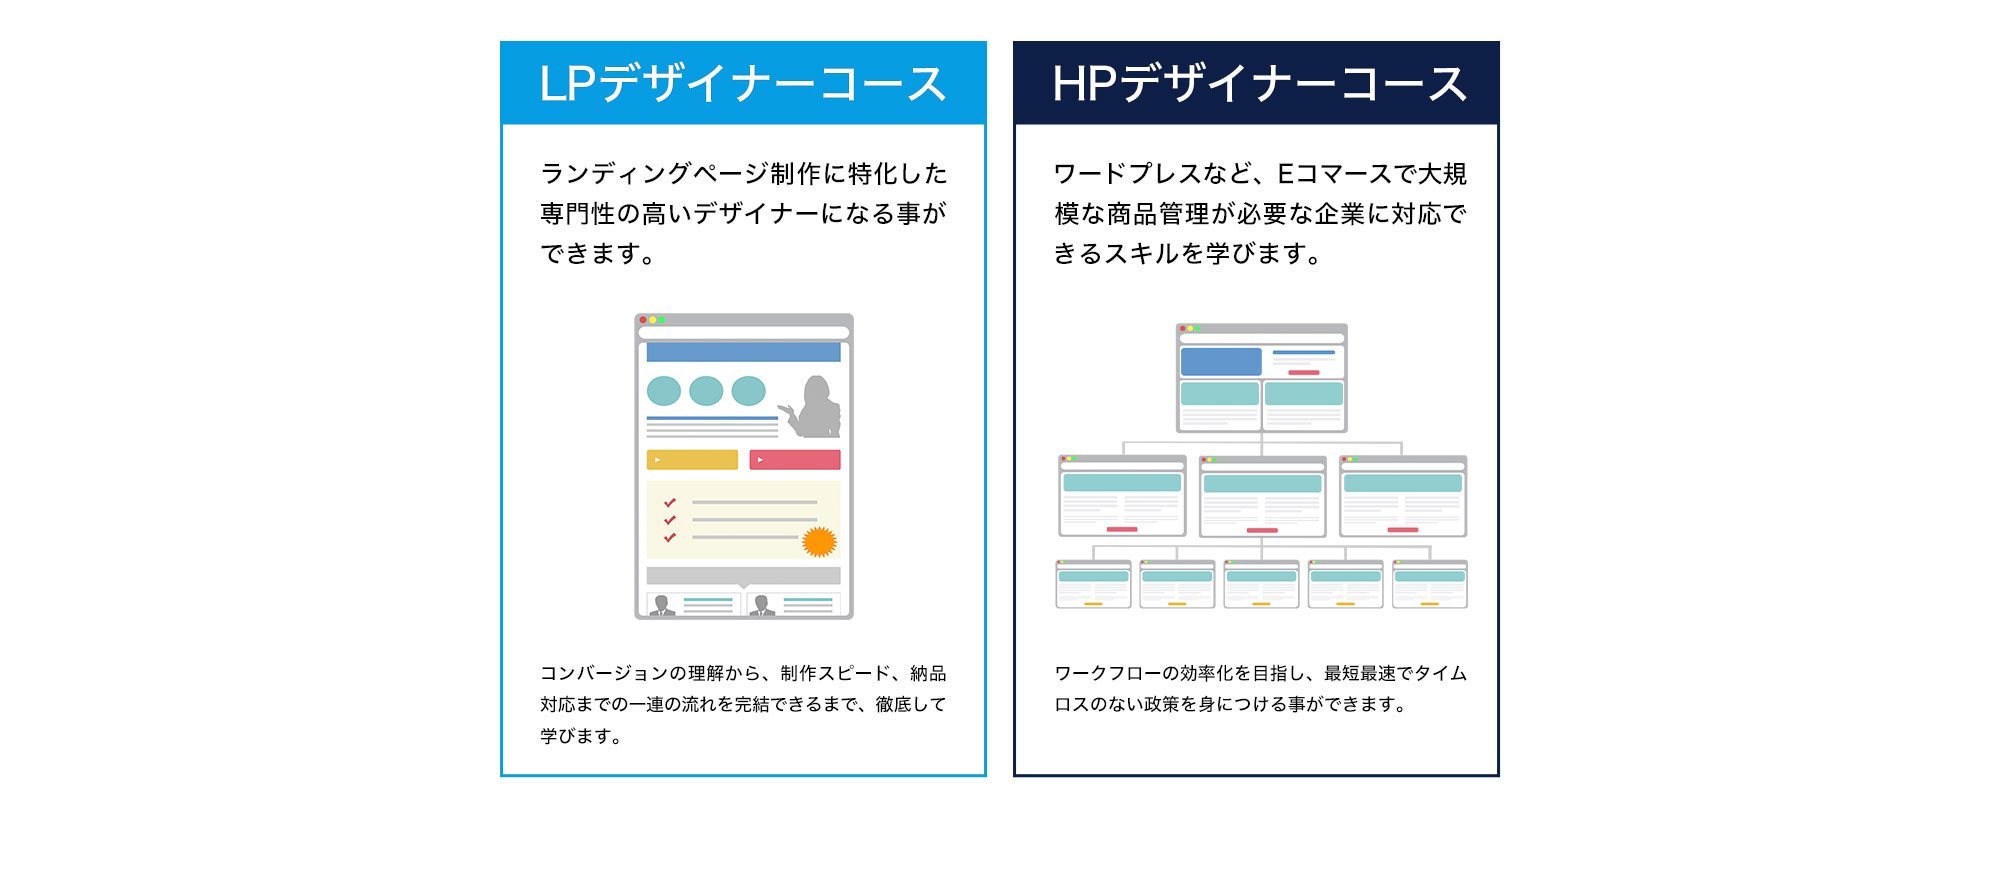 LPデザイナーコース
ランディングページ制作に特化した
専門性の高いデザイナーになる事が
できます。
コンバージョンの理解から、制作スピード、納品
対応までの一連の流れを完結できるまで、徹底して
学びます。
HPデザイナーコース
ワードプレスなど、Eコマースで大規
模な商品管理が必要な企業に対応で
きるスキルを学びます。
ワークフローの効率化を目指し、最短最速でタイム
ロスのない政策を身につける事ができます。